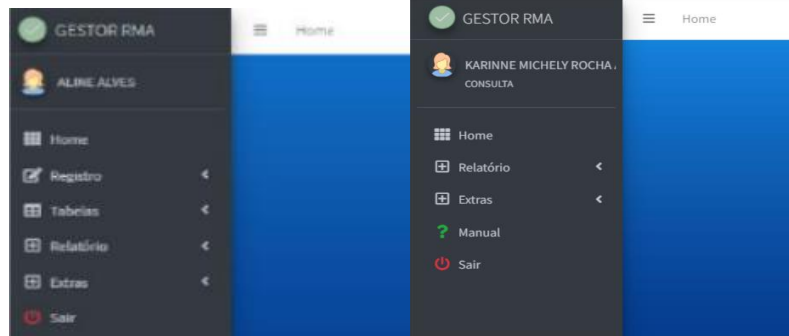 GESTOR RMA
Home
ALINE ALVES
Home
Registro
Tabelas
Relatório
Extras
Sair
GESTOR RMA
Home
KARINNE MICHELY ROCHA
CONSULTA
Home
Relatório
Extras
Manual
Sair